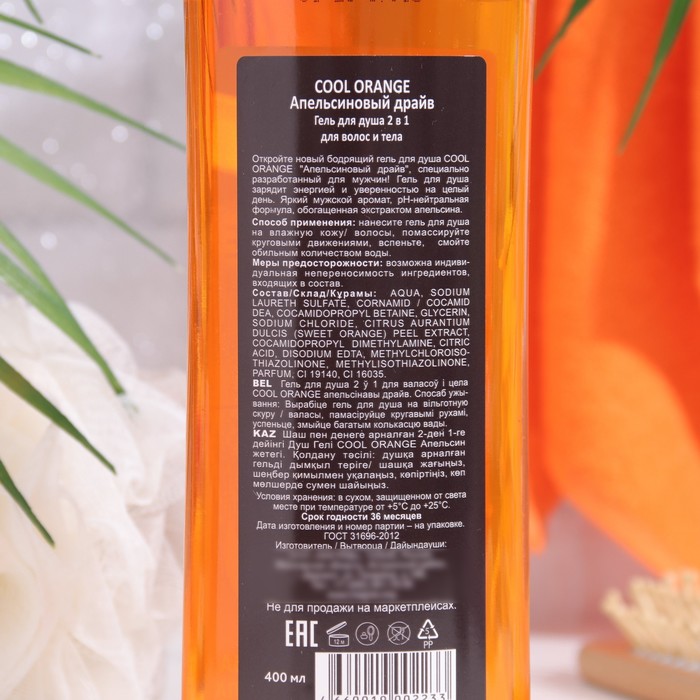 COOL ORANGE
Апельсиновый драйв
Гель для душа 2 в 1
для волос и тела
Откройте новый бодрящий гель для душа COOL
ORANGE "Апельсиновый драйв", специально
разработанный для мужчин! Гель для душа
зарядит энергией и уверенностью на целый
день. Яркий мужской аромат, pH-нейтральная
формула, обогащенная экстрактом апельсина.
Способ применения: нанесите гель для душа
на влажную кожу/ волосы, помассируйте
круговыми движениями, вспеньте, смойте
обильным количеством воды.
Меры предосторожности: возможна индиви-
дуальная непереносимость ингредиентов,
входящих в состав.
Состав/Склад/Құрамы: AQUA, SODIUM
LAURETH SULFATE, CORNAMID / COCAMID
DEA, COCAMIDOPROPYL BETAINE, GLYCERIN,
SODIUM CHLORIDE, CITRUS AURANTIUM
DULCIS (SWEET ORANGE) PEEL EXTRACT,
COCAMIDOPROPYL DIMETHYLAMINE, CITRIC
ACID, DISODIUM EDTA, METHYLCHLOROISO-
THIAZOLINONE, METHYLISOTHIAZOLINONE,
PARFUM, CI 19140, CI 16035.
BEL Гель для душа 2 ў 1 для валасоў і цела
COOL ORANGE апельсінавы драйв. Спосаб ужы-
вання: Вырабіце гель для душа на вільготную
скуру / валасы, памасіруйце кругавымі рухамі,
успеньце, змыйце багатым колькасцю вады.
KAZ Шаш пен денеге арналған 2-ден 1-ге
дейінгі Душ Гелі COOL ORANGE Апельсин
жетегі. Қолдану тәсілі: душқа арналған
гельді дымқыл теріге/ шашқа жағыңыз,
шеңбер қимылмен уқалаңыз, көпіртіңіз, көп
мөлшерде сумен шайыңыз.
Условия хранения: в сухом, защищенном от света
месте при температуре от +5°С до +25°С.
Срок годности 36 месяцев
Дата изготовления и номер партии – на упаковке.
ГОСТ 31696-2012
Изготовитель / Вытворца / Дайындаушы:
Не для продажи на маркетплейсах.
EAC 12 м 5
PP
400 мл
4660010002233